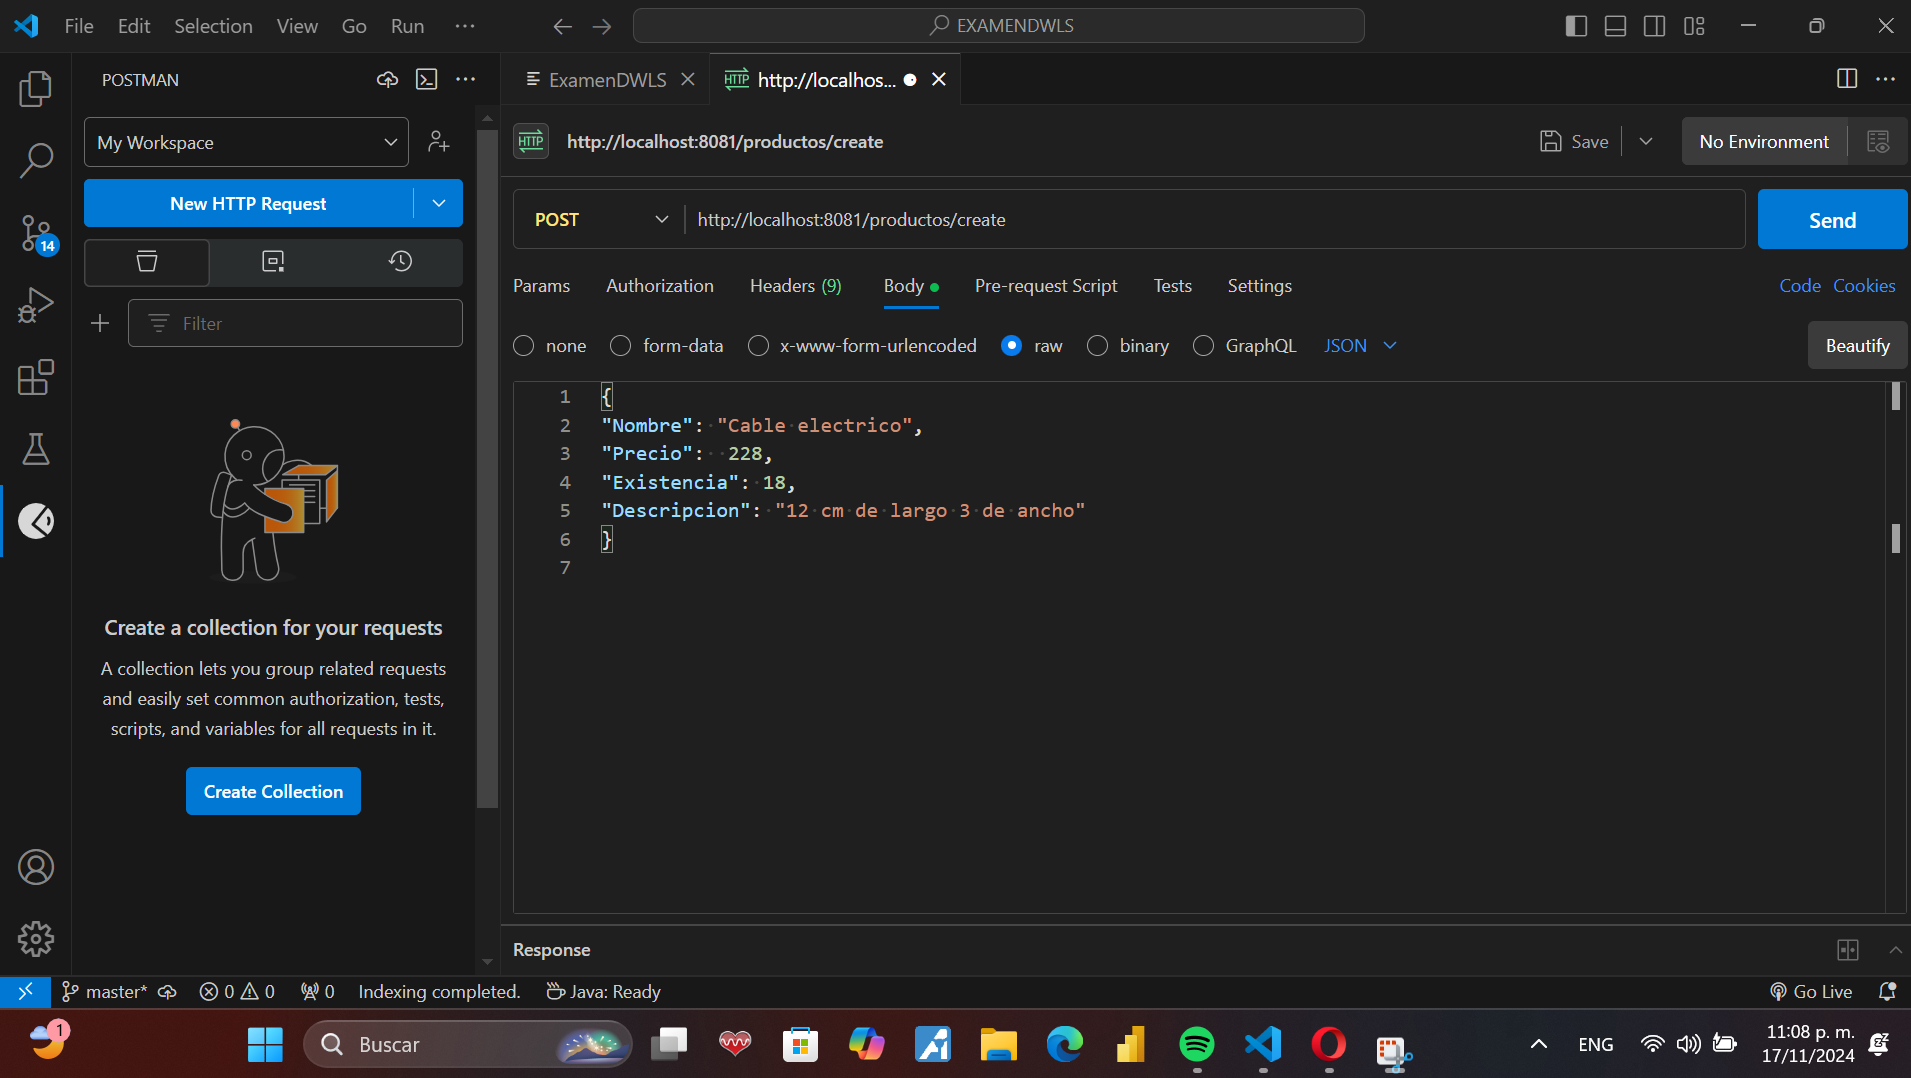 File Edit Selection View Go Run ···
EXAMENDWLS
POSTMAN
My Workspace
New HTTP Request
14
Filter
Create a collection for your requests
A collection lets you group related requests
and easily set common authorization, tests,
scripts, and variables for all requests in it.
Create Collection
ExamenDWLS
HTTP http://localhos...
HTTP http://localhost:8081/productos/create
Save
No Environment
POST http://localhost:8081/productos/create
Send
Params Authorization Headers (9) Body Pre-request Script Tests Settings
Code Cookies
none form-data x-www-form-urlencoded raw binary GraphQL JSON
Beautify
1 {
2 "Nombre": "Cable electrico",
3 "Precio": 228,
4 "Existencia": 18,
5 "Descripcion": "12 cm de largo 3 de ancho"
6 }
7
Response
master* 0 0 0 Indexing completed. Java: Ready
Go Live
1
Buscar
ENG
11:08 p. m.
17/11/2024